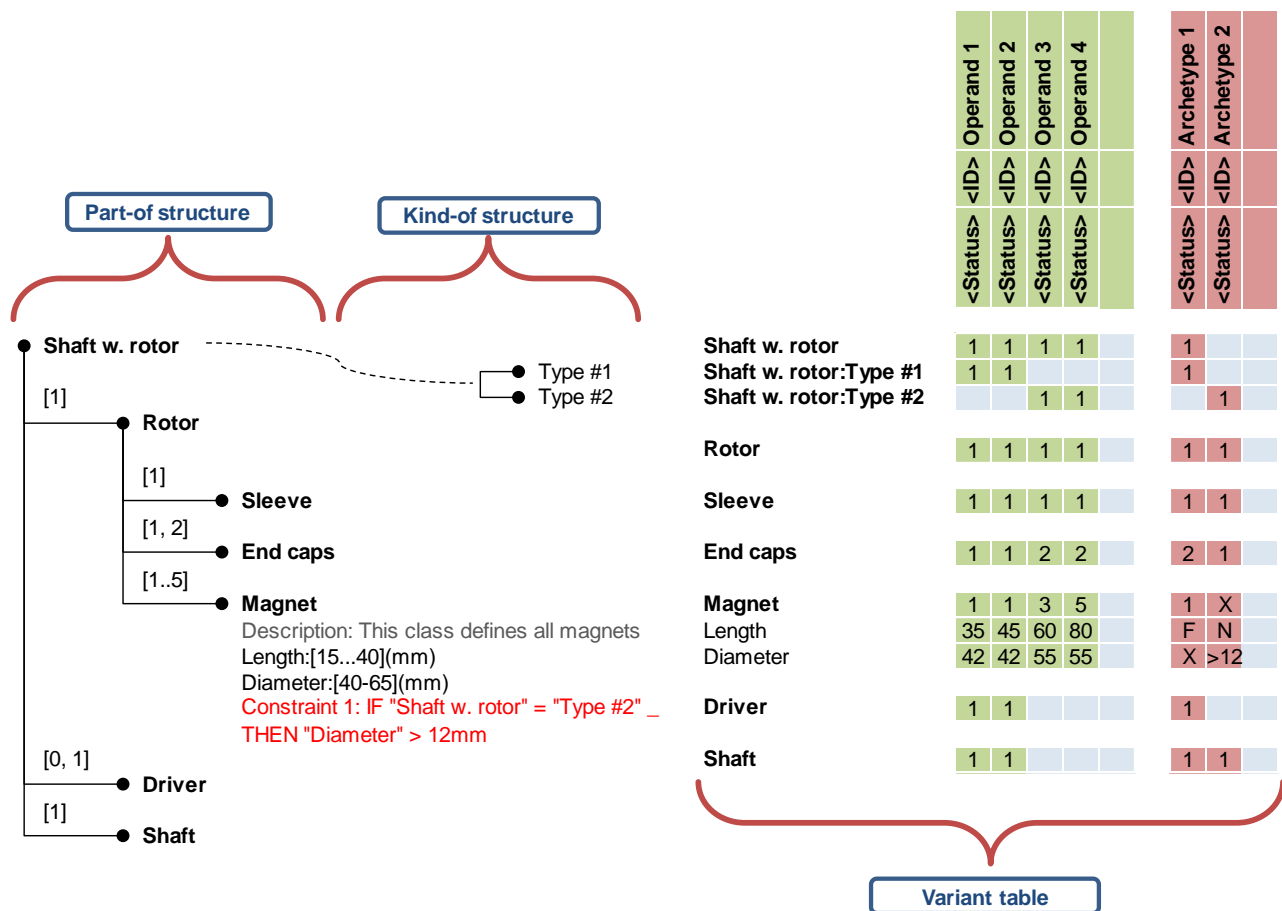 <Status> <ID> Operand 1
<Status> <ID> Operand 2
<Status> <ID> Operand 3
<Status> <ID> Operand 4
<Status> <ID> Archetype 1
<Status> <ID> Archetype 2
Part-of structure
Kind-of structure
Shaft w. rotor
Type #1
Type #2
[1]
Rotor
[1]
Sleeve
[1, 2]
End caps
[1..5]
Magnet
Description: This class defines all magnets
Length:[15...40](mm)
Diameter:[40-65](mm)
Constraint 1: IF "Shaft w. rotor" = "Type #2" _
THEN "Diameter" > 12mm
[0, 1]
Driver
[1]
Shaft
Shaft w. rotor 1 1 1 1 1
Shaft w. rotor:Type #1 1 1 1
Shaft w. rotor:Type #2 1 1 1
Rotor 1 1 1 1 1 1
Sleeve 1 1 1 1 1 1
End caps 1 1 2 2 2 1
Magnet 1 1 3 5 1 X
Length 35 45 60 80 F N
Diameter 42 42 55 55 X >12
Driver 1 1 1
Shaft 1 1 1 1
Variant table